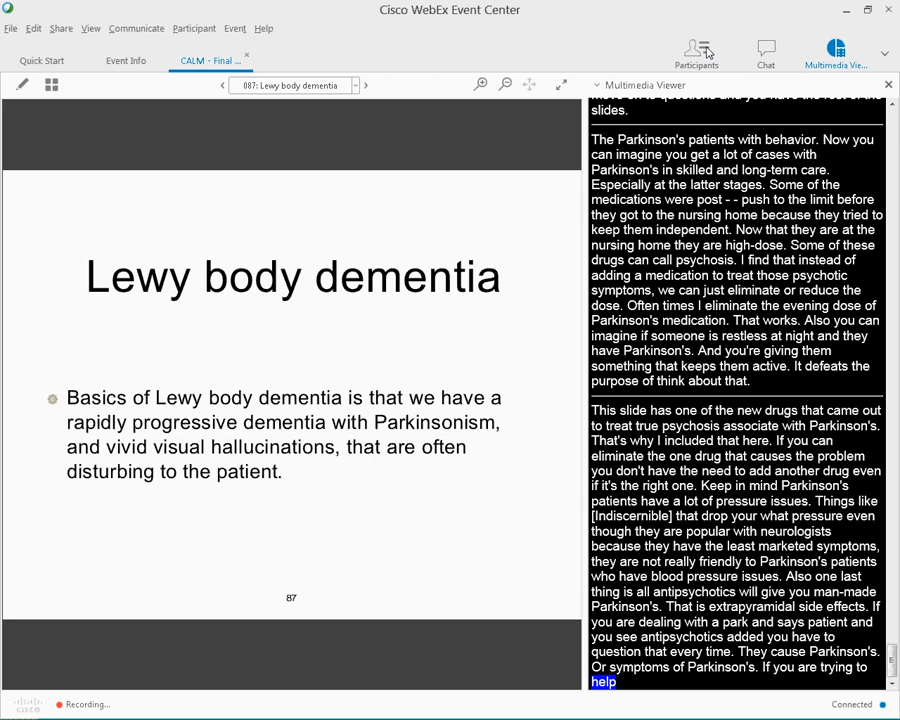 Cisco WebEx Event Center
File Edit Share View Communicate Participant Event Help
Quick Start Event Info CALM - Final ...
Participants Chat Multimedia Vie...
087: Lewy body dementia
Multimedia Viewer
Lewy body dementia
Basics of Lewy body dementia is that we have a
rapidly progressive dementia with Parkinsonism,
and vivid visual hallucinations, that are often
disturbing to the patient.
87
slides.
The Parkinson's patients with behavior. Now you
can imagine you get a lot of cases with
Parkinson's in skilled and long-term care.
Especially at the latter stages. Some of the
medications were post - - push to the limit before
they got to the nursing home because they tried to
keep them independent. Now that they are at the
nursing home they are high-dose. Some of these
drugs can call psychosis. I find that instead of
adding a medication to treat those psychotic
symptoms, we can just eliminate or reduce the
dose. Often times I eliminate the evening dose of
Parkinson's medication. That works. Also you can
imagine if someone is restless at night and they
have Parkinson's. And you're giving them
something that keeps them active. It defeats the
purpose of think about that.
This slide has one of the new drugs that came out
to treat true psychosis associate with Parkinson's.
That's why I included that here. If you can
eliminate the one drug that causes the problem
you don't have the need to add another drug even
if it's the right one. Keep in mind Parkinson's
patients have a lot of pressure issues. Things like
[Indiscernible] that drop your what pressure even
though they are popular with neurologists
because they have the least marketed symptoms,
they are not really friendly to Parkinson's patients
who have blood pressure issues. Also one last
thing is all antipsychotics will give you man-made
Parkinson's. That is extrapyramidal side effects. If
you are dealing with a park and says patient and
you see antipsychotics added you have to
question that every time. They cause Parkinson's.
Or symptoms of Parkinson's. If you are trying to
help
cisco
Recording...
Connected